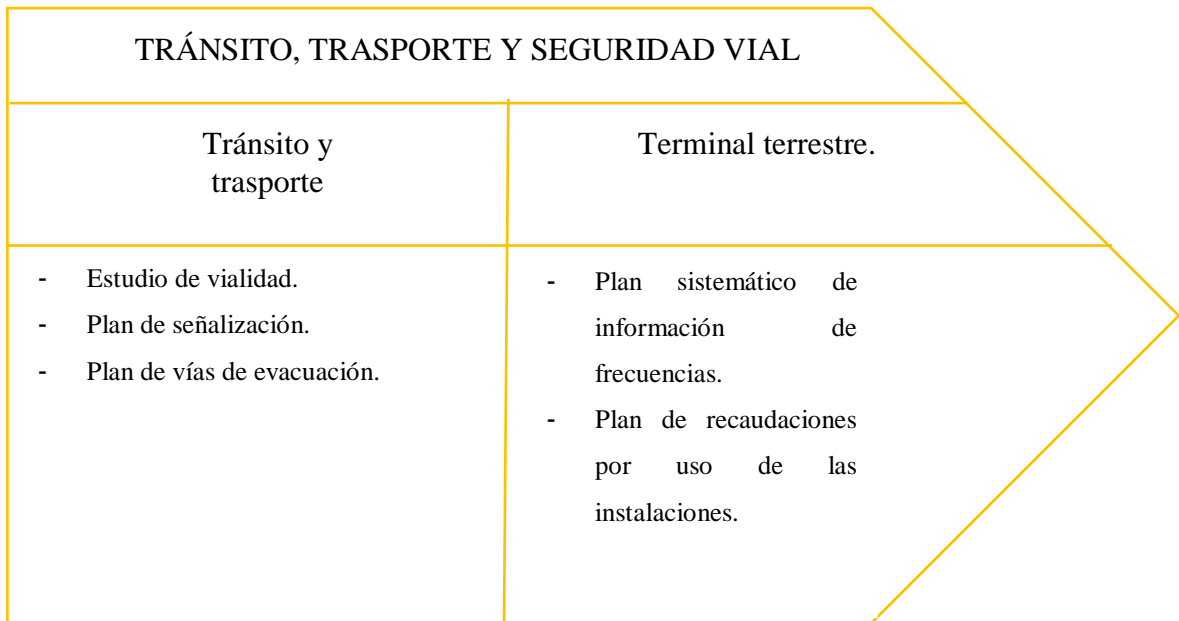 TRÁNSITO, TRASPORTE Y SEGURIDAD VIAL
Tránsito y
trasporte
Terminal terrestre.
- Estudio de vialidad.
- Plan de señalización.
- Plan de vías de evacuación.
- Plan sistemático de
información de
frecuencias.
- Plan de recaudaciones
por uso de las
instalaciones.